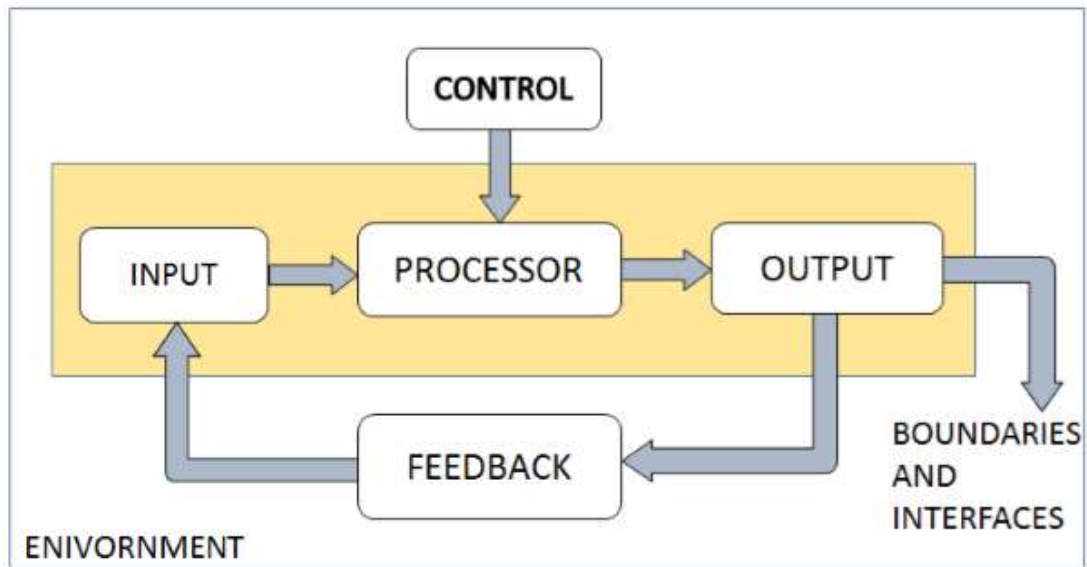 CONTROL
INPUT
PROCESSOR
OUTPUT
FEEDBACK
BOUNDARIES
AND
INTERFACES
ENIVORNMENT